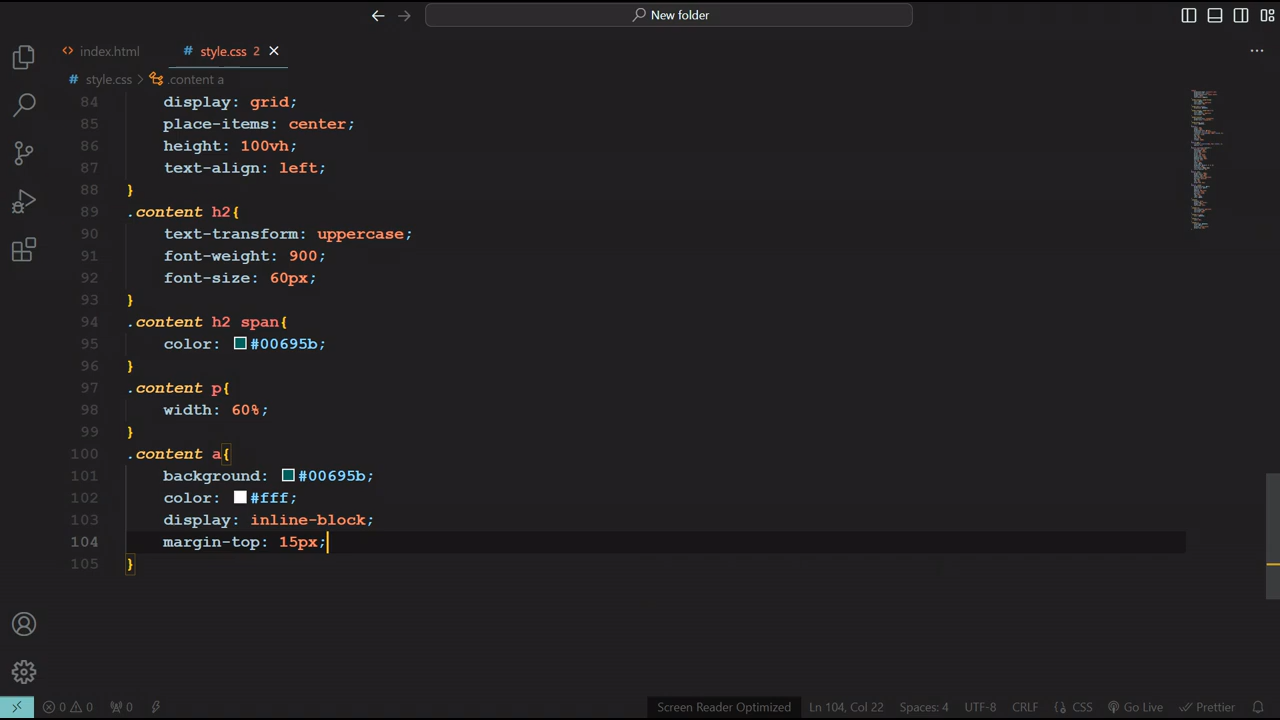 New folder
index.html
style.css 2
style.css > .content a
84 display: grid;
85 place-items: center;
86 height: 100vh;
87 text-align: left;
88 }
89 .content h2{
90 text-transform: uppercase;
91 font-weight: 900;
92 font-size: 60px;
93 }
94 .content h2 span{
95 color: #00695b;
96 }
97 .content p{
98 width: 60%;
99 }
100 .content a{
101 background: #00695b;
102 color: #fff;
103 display: inline-block;
104 margin-top: 15px;
105 }
0 0 0 Screen Reader Optimized Ln 104, Col 22 Spaces: 4 UTF-8 CRLF {} CSS Go Live Prettier